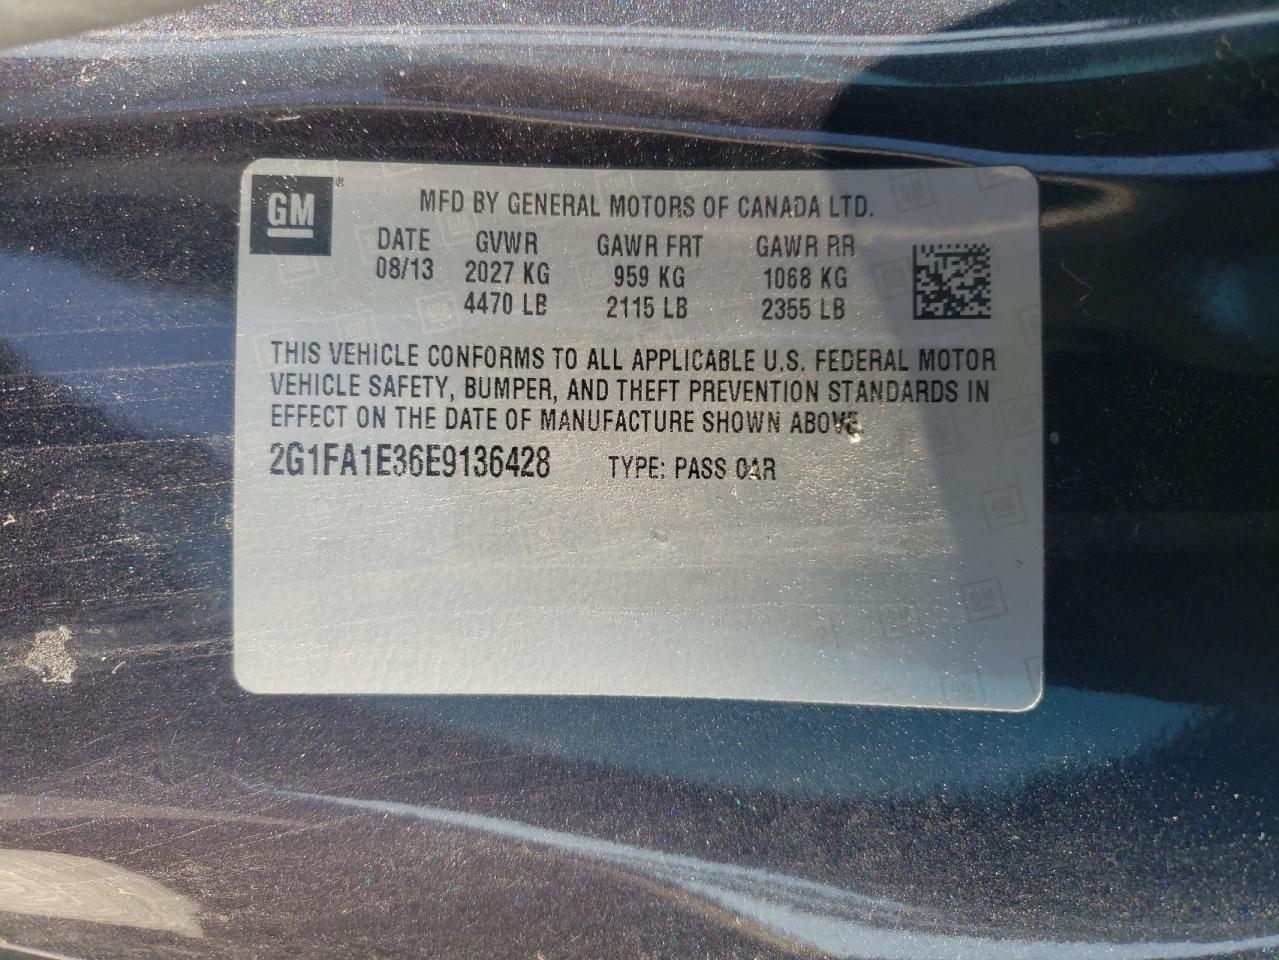 GM ®
MFD BY GENERAL MOTORS OF CANADA LTD.
DATE GVWR GAWR FRT GAWR RR
08/13 2027 KG 959 KG 1068 KG
4470 LB 2115 LB 2355 LB
THIS VEHICLE CONFORMS TO ALL APPLICABLE U.S. FEDERAL MOTOR
VEHICLE SAFETY, BUMPER, AND THEFT PREVENTION STANDARDS IN
EFFECT ON THE DATE OF MANUFACTURE SHOWN ABOVE.
2G1FA1E36E9136428 TYPE: PASS CAR